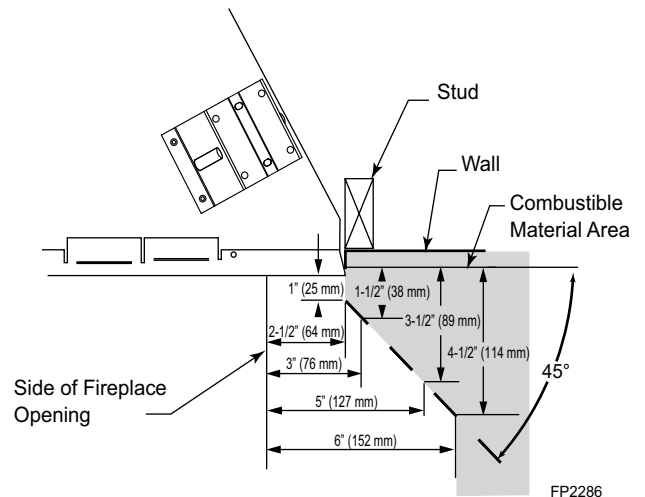 Stud
Wall
Combustible
Material Area
1" (25 mm)
1-1/2" (38 mm)
3-1/2" (89 mm)
2-1/2" (64 mm)
4-1/2" (114 mm)
3" (76 mm)
45°
Side of Fireplace
Opening
5" (127 mm)
6" (152 mm)
FP2286